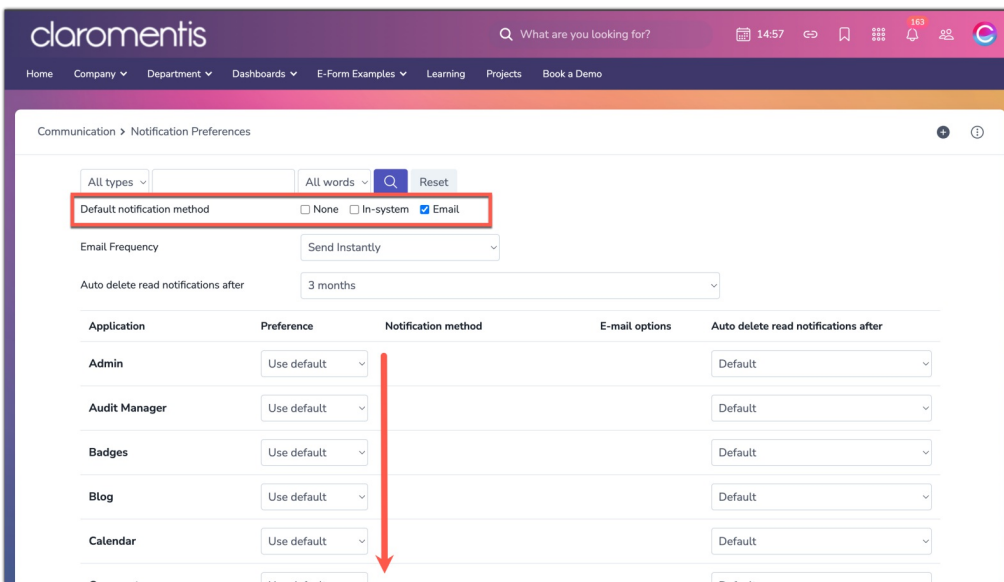 claromentis
What are you looking for?
14:57
163
Home Company Department Dashboards E-Form Examples Learning Projects Book a Demo
Communication > Notification Preferences
All types All words Reset
Default notification method None In-system Email
Email Frequency Send Instantly
Auto delete read notifications after 3 months
Application Preference Notification method E-mail options Auto delete read notifications after
Admin Use default Default
Audit Manager Use default Default
Badges Use default Default
Blog Use default Default
Calendar Use default Default